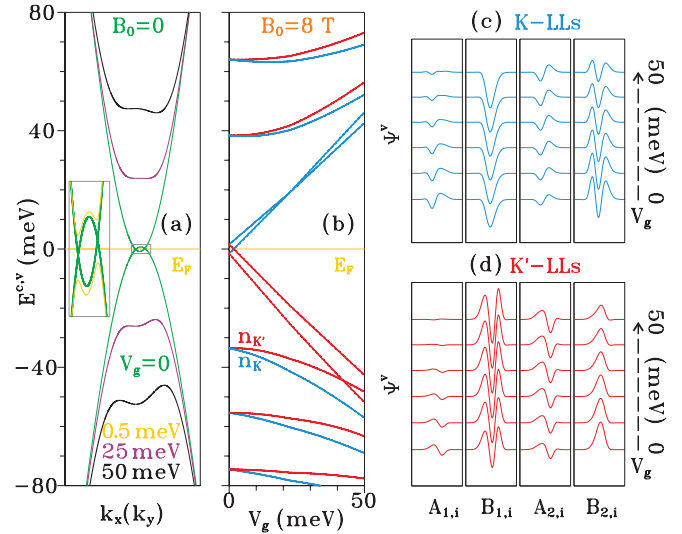 80
40
0
−40
−80
E^{c,v} (meV)
B₀=0
(a)
E_F
V_g=0
0.5 meV
25 meV
50 meV
k_x(k_y)
B₀=8 T
(b)
E_F
n_{K'}
n_K
0
50
V_g (meV)
(c) K−LLs
Ψ^v
50
(meV)
0
V_g
(d) K'−LLs
Ψ^v
50
(meV)
0
V_g
A_{1,i} B_{1,i} A_{2,i} B_{2,i}